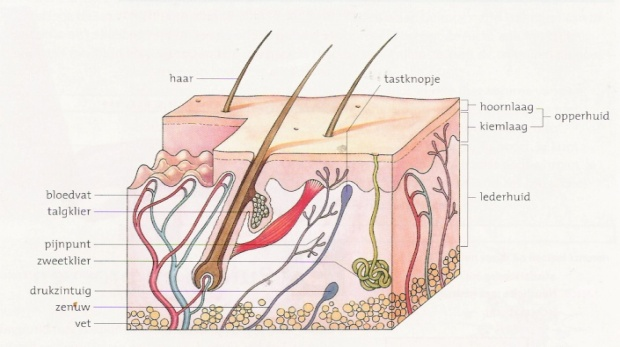 haar
tastknopje
hoornlaag
opperhuid
kiemlaag
bloedvat
lederhuid
talgklier
pijnpunt
zweetklier
drukzintuig
zenuw
vet